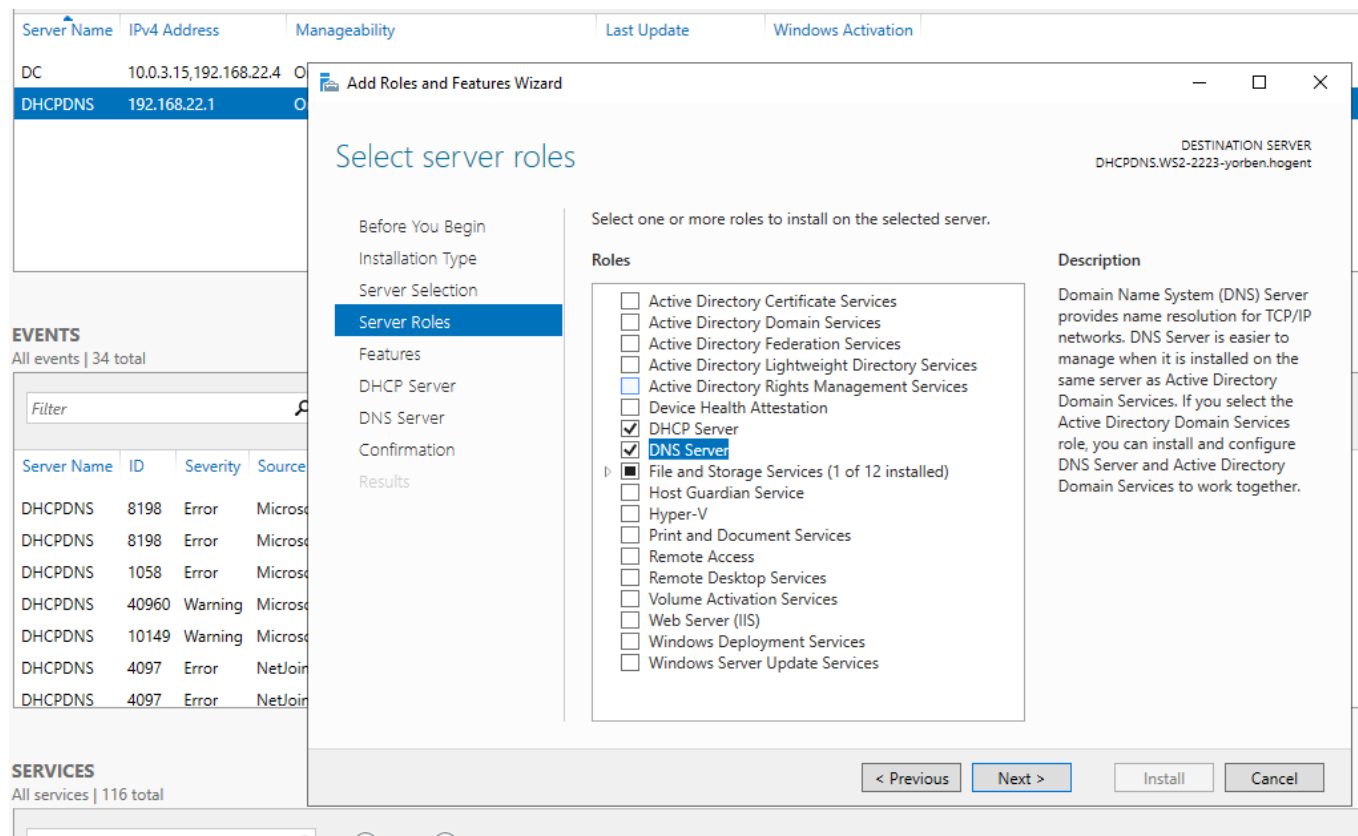 Server Name IPv4 Address Manageability Last Update Windows Activation
DC 10.0.3.15,192.168.22.4
DHCPDNS 192.168.22.1
Add Roles and Features Wizard
Select server roles
DESTINATION SERVER
DHCPDNS.WS2-2223-yorben.hogent
Before You Begin
Installation Type
Server Selection
Server Roles
Features
DHCP Server
DNS Server
Confirmation
Results
Select one or more roles to install on the selected server.
Roles
Active Directory Certificate Services
Active Directory Domain Services
Active Directory Federation Services
Active Directory Lightweight Directory Services
Active Directory Rights Management Services
Device Health Attestation
DHCP Server
DNS Server
File and Storage Services (1 of 12 installed)
Host Guardian Service
Hyper-V
Print and Document Services
Remote Access
Remote Desktop Services
Volume Activation Services
Web Server (IIS)
Windows Deployment Services
Windows Server Update Services
Description
Domain Name System (DNS) Server
provides name resolution for TCP/IP
networks. DNS Server is easier to
manage when it is installed on the
same server as Active Directory
Domain Services. If you select the
Active Directory Domain Services
role, you can install and configure
DNS Server and Active Directory
Domain Services to work together.
< Previous
Next >
Install
Cancel
EVENTS
All events | 34 total
Filter
Server Name ID Severity Source
DHCPDNS 8198 Error
DHCPDNS 8198 Error
DHCPDNS 1058 Error
DHCPDNS 40960 Warning
DHCPDNS 10149 Warning
DHCPDNS 4097 Error
DHCPDNS 4097 Error
SERVICES
All services | 116 total